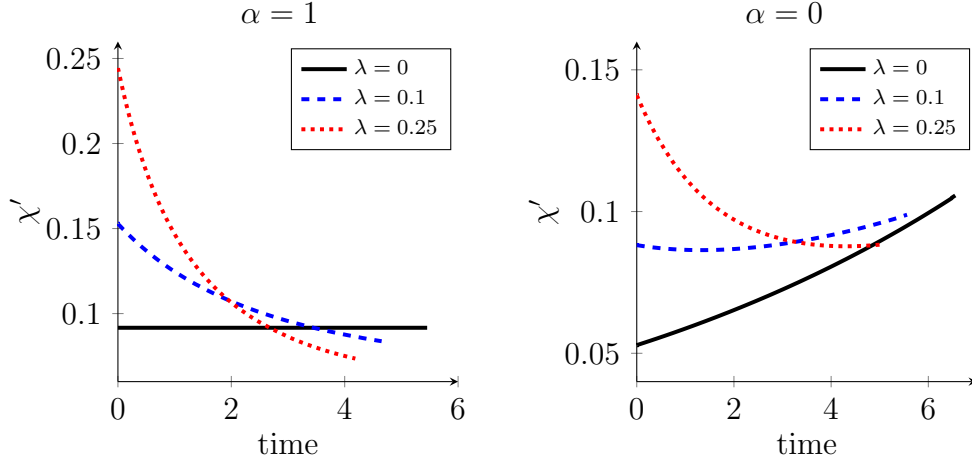 α = 1
0.25
0.2
0.15
0.1
χ′
0
2
4
6
time
λ = 0
λ = 0.1
λ = 0.25
α = 0
0.15
0.1
0.05
χ′
0
2
4
6
time
λ = 0
λ = 0.1
λ = 0.25